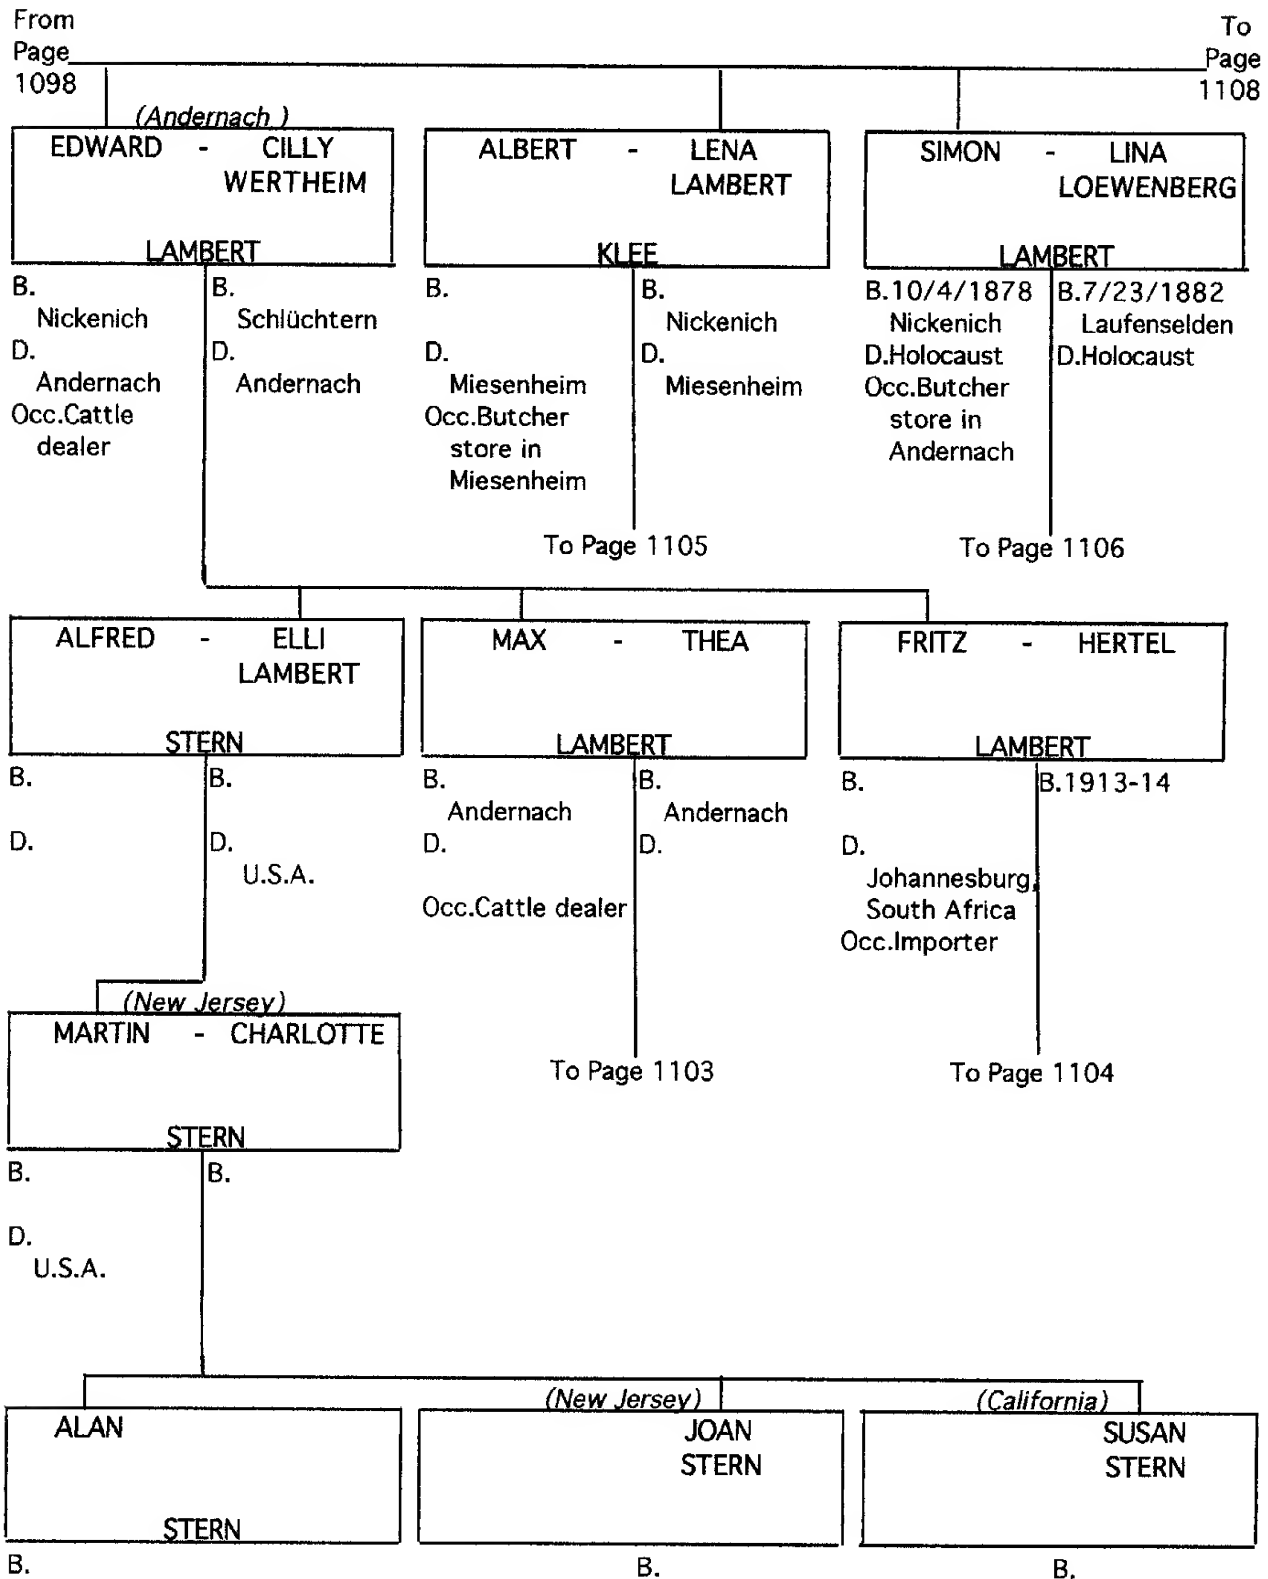 From
Page
1098
To
Page
1108
(Andernach )
EDWARD - CILLY
WERTHEIM
LAMBERT
B.
Nickenich
D.
Andernach
Occ.Cattle
dealer
B.
Schlüchtern
D.
Andernach
ALBERT - LENA
LAMBERT
KLEE
B.
D.
Miesenheim
Occ.Butcher
store in
Miesenheim
B.
Nickenich
D.
Miesenheim
To Page 1105
SIMON - LINA
LOEWENBERG
LAMBERT
B.10/4/1878
Nickenich
D.Holocaust
Occ.Butcher
store in
Andernach
B.7/23/1882
Laufenselden
D.Holocaust
To Page 1106
ALFRED - ELLI
LAMBERT
STERN
B.
D.
B.
D.
U.S.A.
MAX - THEA
LAMBERT
B.
Andernach
D.
Occ.Cattle dealer
B.
Andernach
D.
To Page 1103
FRITZ - HERTEL
LAMBERT
B.
D.
Johannesburg,
South Africa
Occ.Importer
B.1913-14
To Page 1104
(New Jersey)
MARTIN - CHARLOTTE
STERN
B.
D.
U.S.A.
B.
ALAN
STERN
B.
(New Jersey)
JOAN
STERN
B.
(California)
SUSAN
STERN
B.